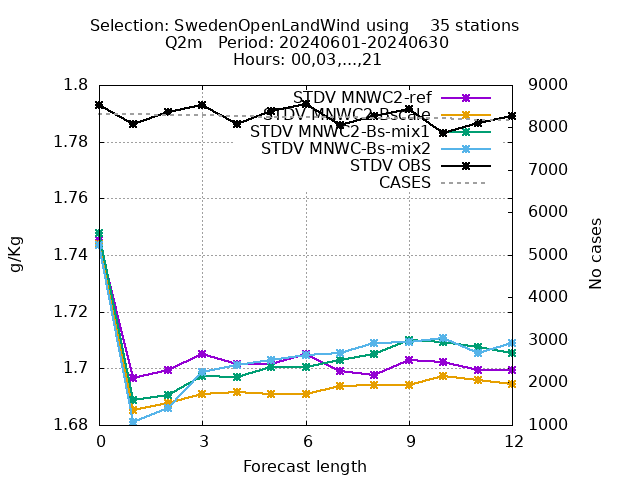 Selection: SwedenOpenLandWind using    35 stations
Q2m   Period: 20240601-20240630
Hours: 00,03,...,21
1.8
1.78
1.76
1.74
1.72
1.7
1.68
9000
8000
7000
6000
5000
4000
3000
2000
1000
STDV MNWC2-ref
STDV MNWC2-Bscale
STDV MNWC2-Bs-mix1
STDV MNWC-Bs-mix2
STDV OBS
CASES
g/Kg
No cases
0 3 6 9 12
Forecast length